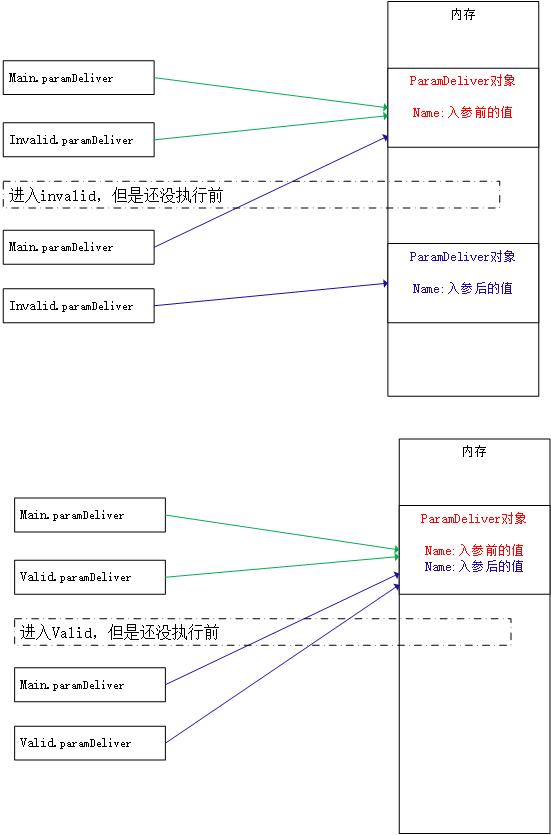 内存
Main.paramDeliver
ParamDeliver对象
Name:入参前的值
Invalid.paramDeliver
进入invalid，但是还没执行前
Main.paramDeliver
ParamDeliver对象
Name:入参后的值
Invalid.paramDeliver
内存
Main.paramDeliver
ParamDeliver对象
Name:入参前的值
Name:入参后的值
Valid.paramDeliver
进入Valid，但是还没执行前
Main.paramDeliver
Valid.paramDeliver